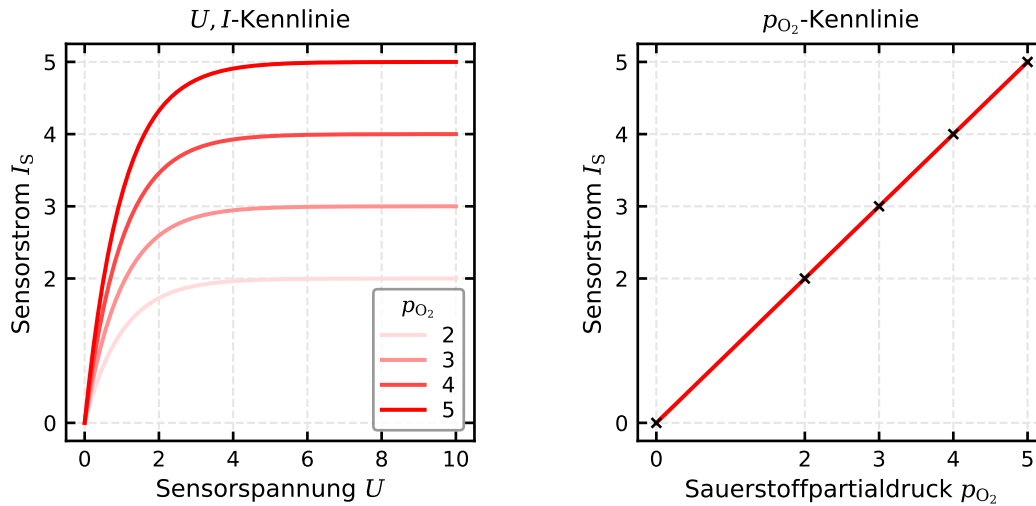 U, I-Kennlinie
5
4
3
2
0
Sensorstrom I_S
0 2 4 6 8 10
Sensorspannung U
p_O₂
2
3
4
5
p_O₂-Kennlinie
5
4
3
2
0
Sensorstrom I_S
0 2 3 4 5
Sauerstoffpartialdruck p_O₂